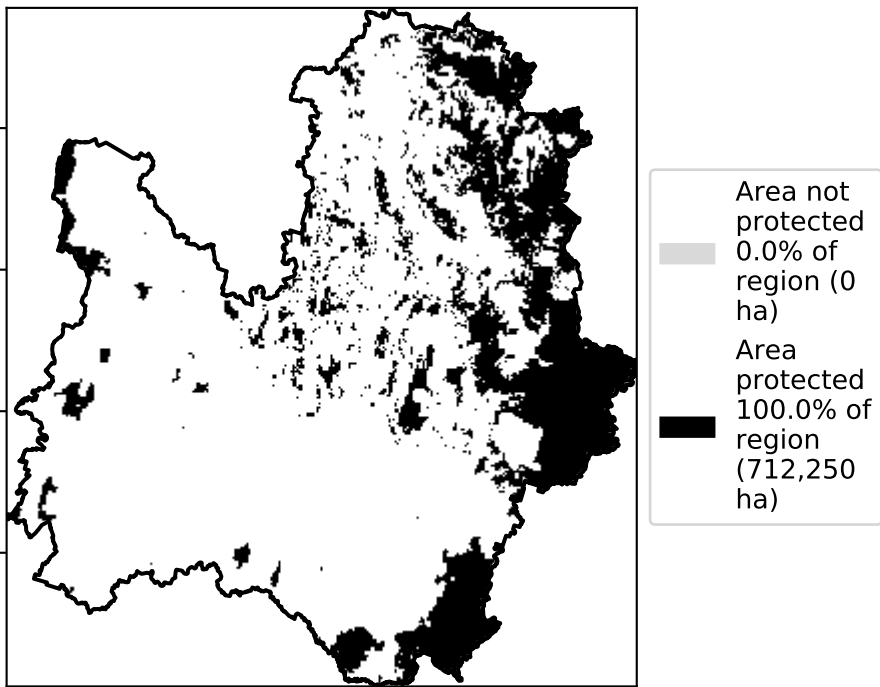 Area not
protected
0.0% of
region (0
ha)
Area
protected
100.0% of
region
(712,250
ha)